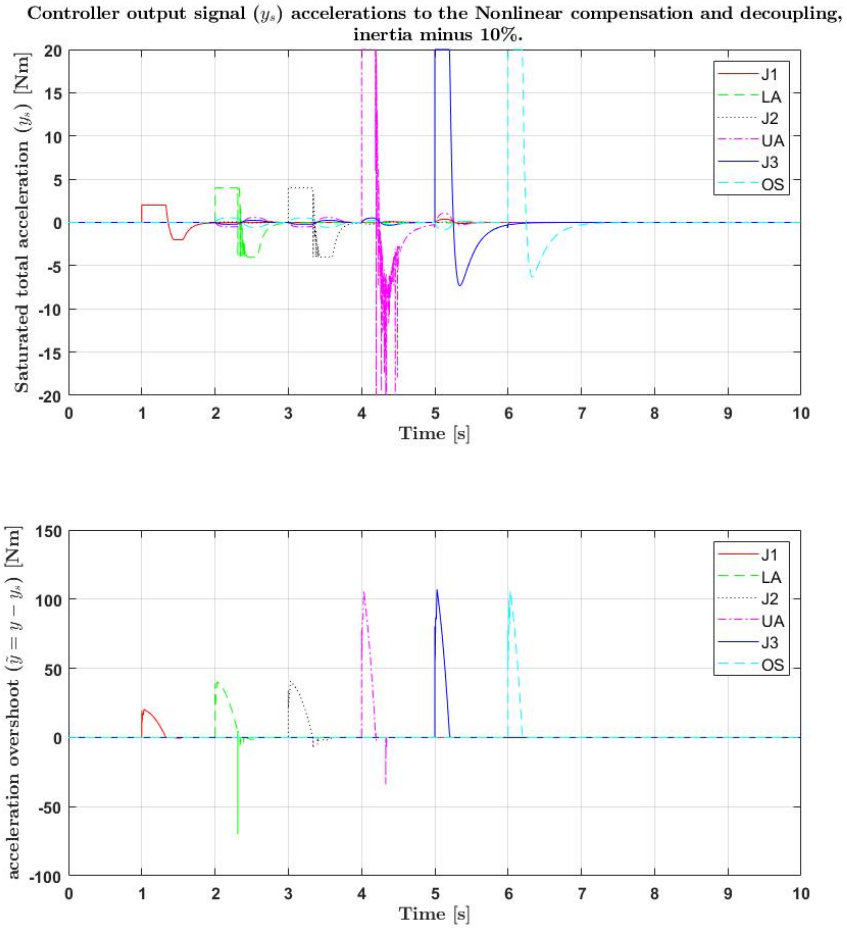 Controller output signal (yₛ) accelerations to the Nonlinear compensation and decoupling,
inertia minus 10%.
Saturated total acceleration (yₛ) [Nm]
20
15
10
5
0
-5
-10
-15
-20
0 1 2 3 4 5 6 7 8 9 10
Time [s]
J1
LA
J2
UA
J3
OS
acceleration overshoot (ỹ = y − yₛ) [Nm]
150
100
50
0
-50
-100
0 1 2 3 4 5 6 7 8 9 10
Time [s]
J1
LA
J2
UA
J3
OS